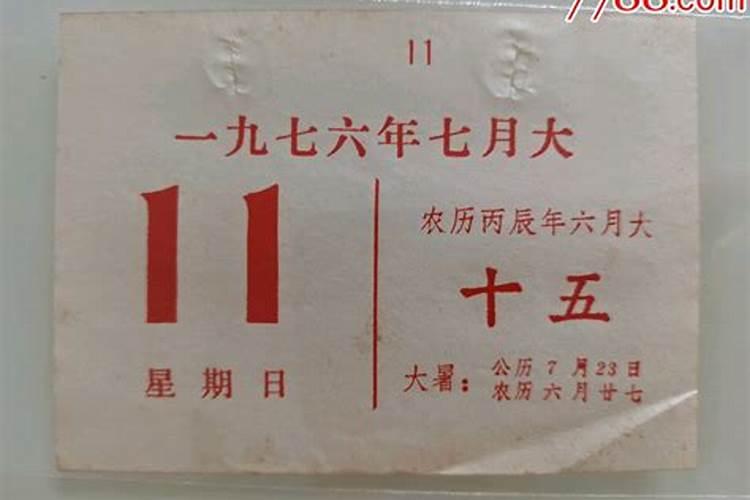 7788.com
11
一九七六年七月大
11
星期日
农历丙辰年六月大
十五
大暑：
公历7月23日
农历六月廿七